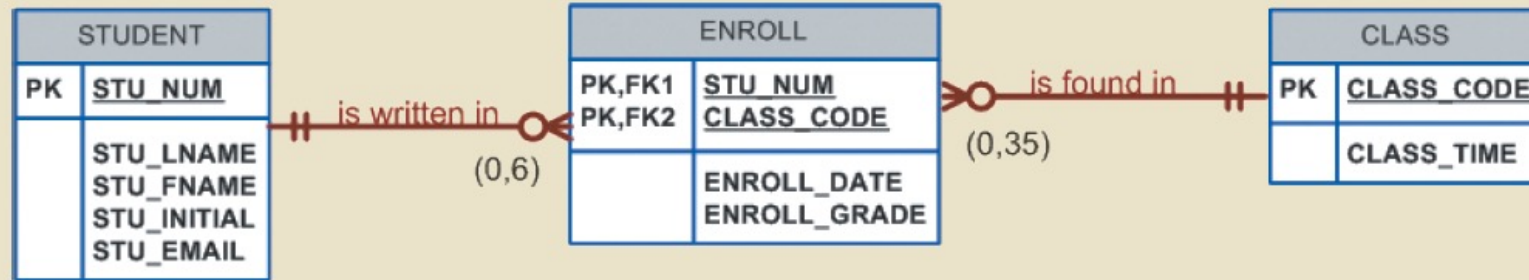 STUDENT
PK STU_NUM
STU_LNAME
STU_FNAME
STU_INITIAL
STU_EMAIL
is written in
(0,6)
ENROLL
PK,FK1 STU_NUM
PK,FK2 CLASS_CODE
ENROLL_DATE
ENROLL_GRADE
is found in
(0,35)
CLASS
PK CLASS_CODE
CLASS_TIME